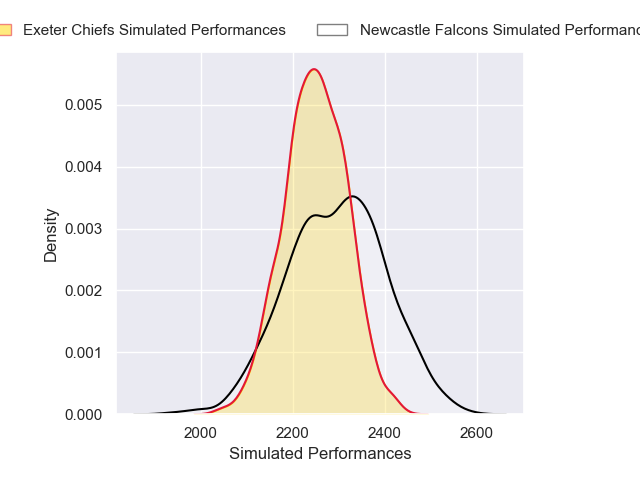 Exeter Chiefs Simulated Performances
Newcastle Falcons Simulated
0.005
0.004
0.003
0.002
0.001
0.000
Density
2000
2200
2400
2600
Simulated Performances